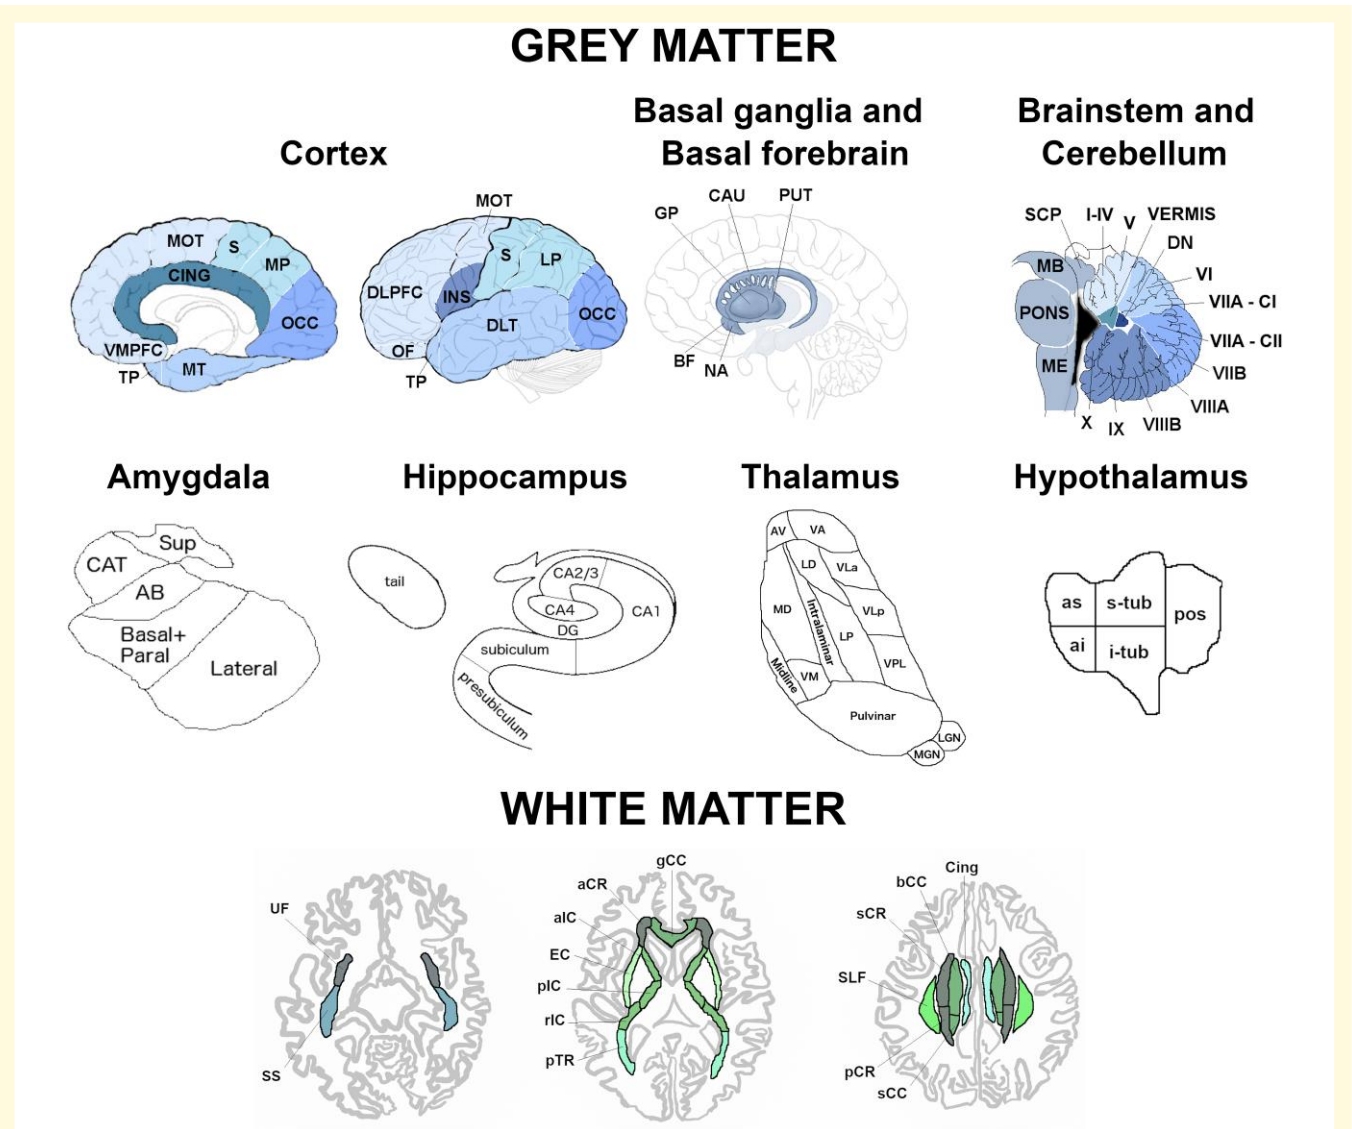 GREY MATTER
Cortex
Basal ganglia and
Basal forebrain
Brainstem and
Cerebellum
MOT
S
MP
CING
OCC
VMPFC
TP
MT
MOT
S
LP
DLPFC
INS
DLT
OCC
OF
TP
GP
CAU
PUT
BF
NA
SCP
I-IV
V
VERMIS
DN
MB
VI
VIIA - CI
PONS
VIIA - CII
ME
VIIB
VIIIA
X
IX
VIIIB
Amygdala
Hippocampus
Thalamus
Hypothalamus
Sup
CAT
AB
Basal+
Paral
Lateral
tail
CA2/3
CA4
CA1
DG
subiculum
presubiculum
AV
VA
LD
VLa
MD
Intralaminar
VLp
LP
VPL
Midline
VM
Pulvinar
LGN
MGN
as
s-tub
pos
ai
i-tub
WHITE MATTER
UF
SS
gCC
aCR
aIC
EC
pIC
rIC
pTR
Cing
bCC
sCR
SLF
pCR
sCC